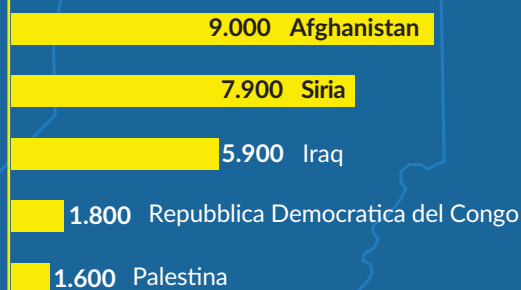 9.000 Afghanistan
7.900 Siria
5.900 Iraq
1.800 Repubblica Democratica del Congo
1.600 Palestina